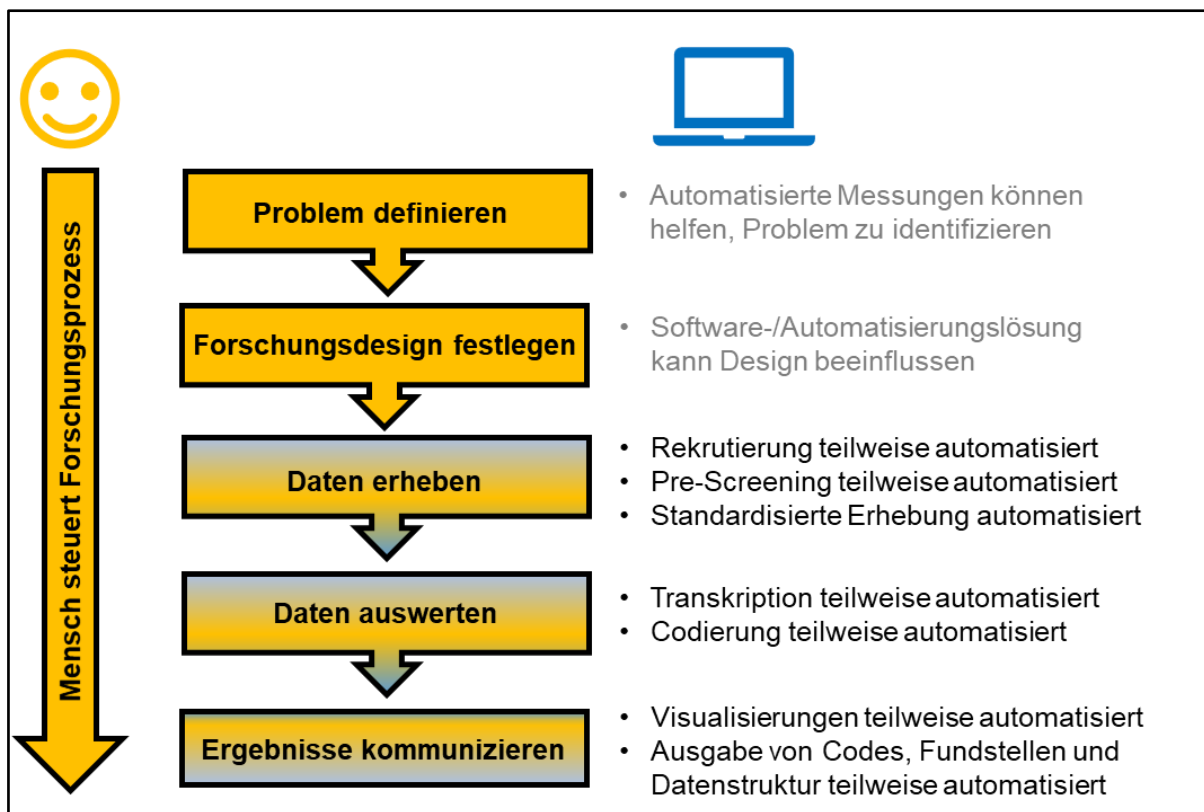 Mensch steuert Forschungsprozess
Problem definieren
• Automatisierte Messungen können
helfen, Problem zu identifizieren
Forschungsdesign festlegen
• Software-/Automatisierungslösung
kann Design beeinflussen
Daten erheben
• Rekrutierung teilweise automatisiert
• Pre-Screening teilweise automatisiert
• Standardisierte Erhebung automatisiert
Daten auswerten
• Transkription teilweise automatisiert
• Codierung teilweise automatisiert
Ergebnisse kommunizieren
• Visualisierungen teilweise automatisiert
• Ausgabe von Codes, Fundstellen und
Datenstruktur teilweise automatisiert